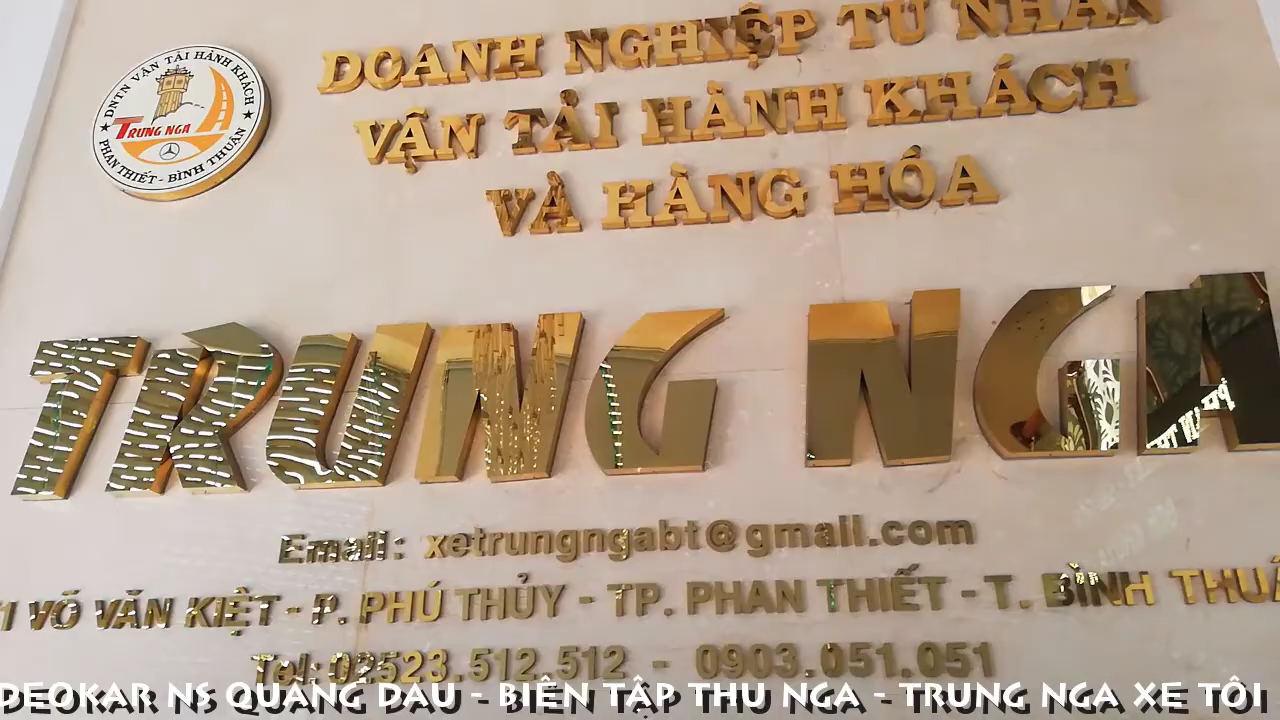 DNTN VẬN TẢI HÀNH KHÁCH
TRUNG NGA
PHAN THIẾT - BÌNH THUẬN
DOANH NGHIỆP TƯ NHÂN
VẬN TẢI HÀNH KHÁCH
VÀ HÀNG HÓA
TRUNG NGA
Email: xetrungngabt@gmail.com
1 VÕ VĂN KIỆT - P. PHÚ THỦY - TP. PHAN THIẾT - T. BÌNH THUẬ
Tel: 02523.512.512 - 0903.051.051
DEOKAR NS QUANG DAU - BIÊN TẬP THU NGA - TRUNG NGA XE TÔI